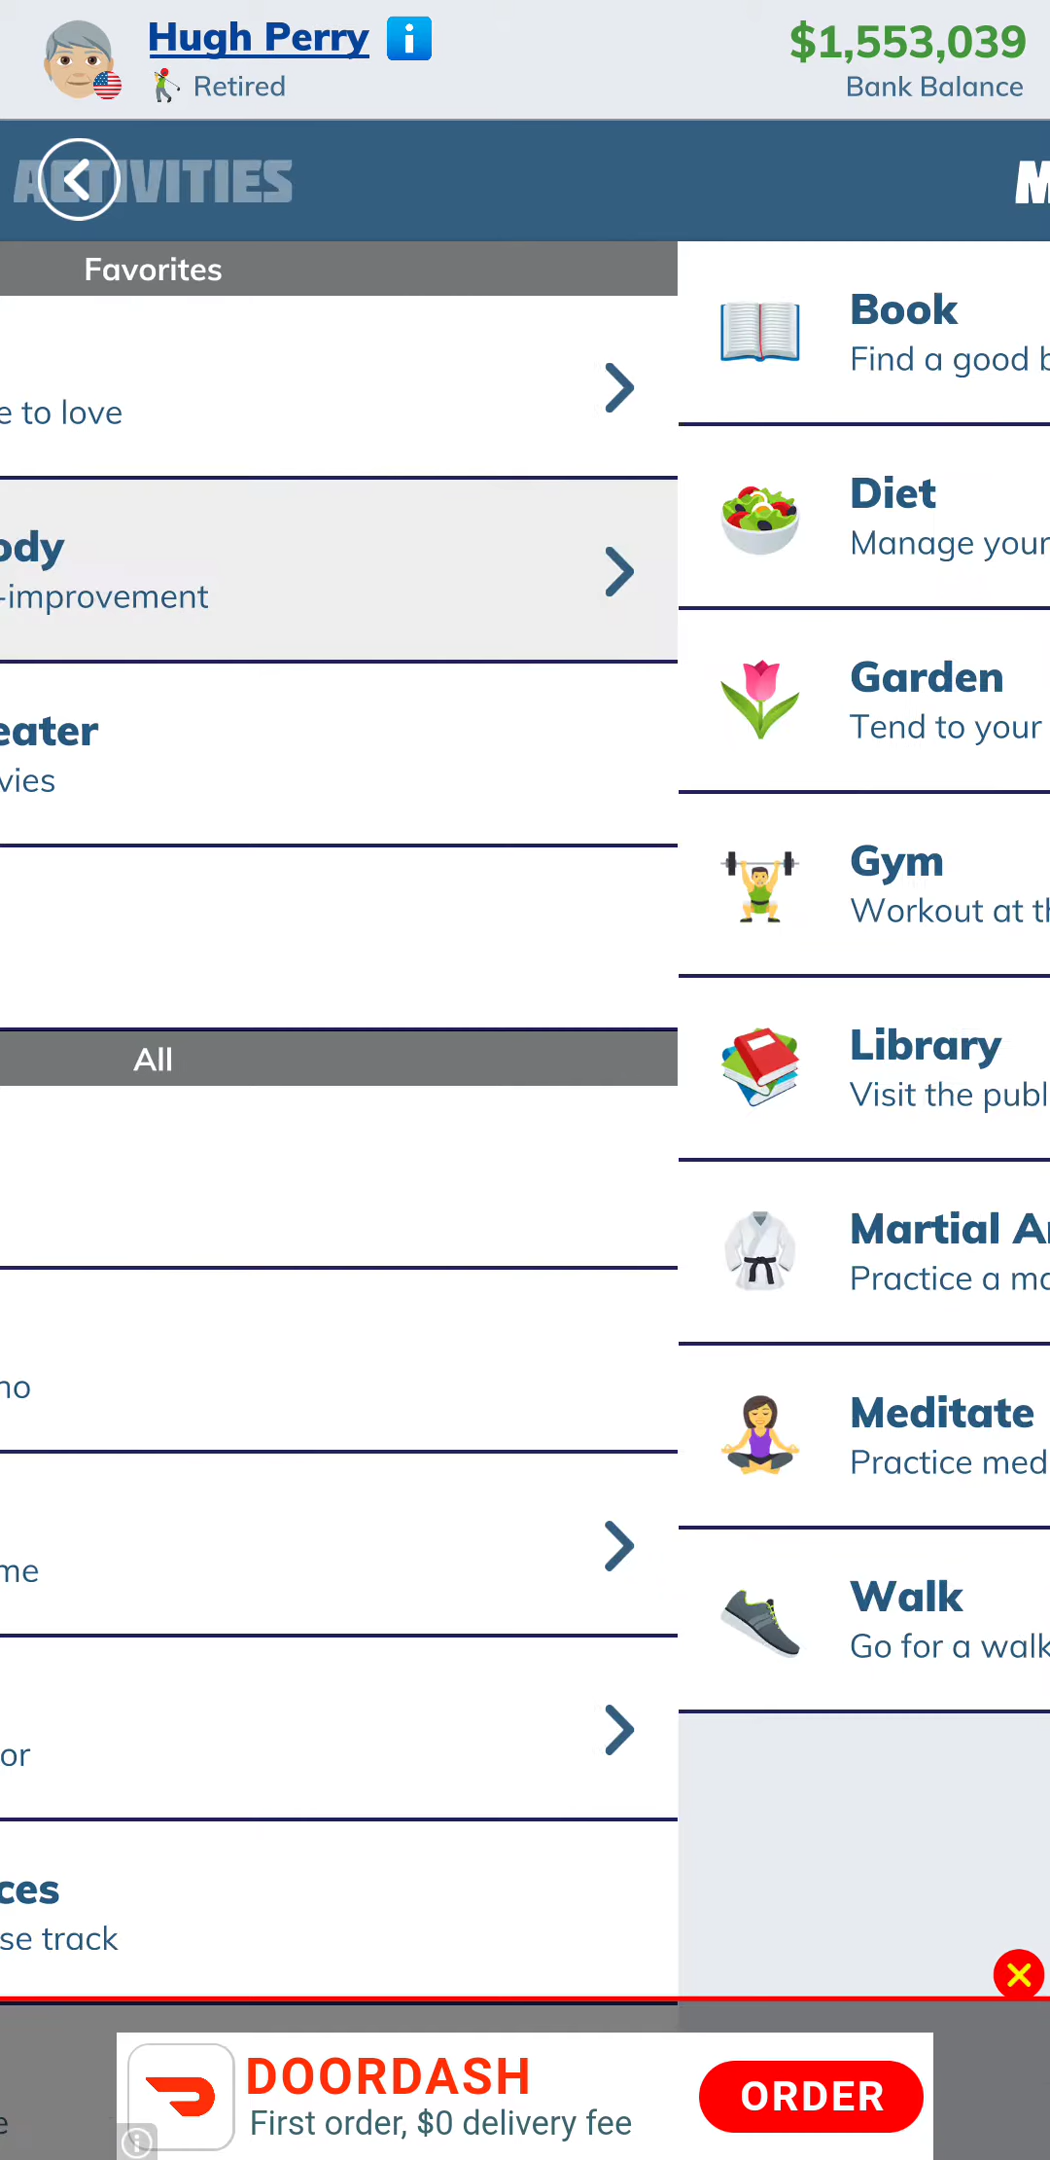 Hugh Perry
Retired
$1,553,039
Bank Balance
ACTIVITIES
M
Favorites
e to love
ody
-improvement
eater
vies
All
no
me
or
ces
se track
Book
Find a good b
Diet
Manage your
Garden
Tend to your
Gym
Workout at th
Library
Visit the publ
Martial Ar
Practice a ma
Meditate
Practice med
Walk
Go for a walk
e
DOORDASH
First order, $0 delivery fee
ORDER